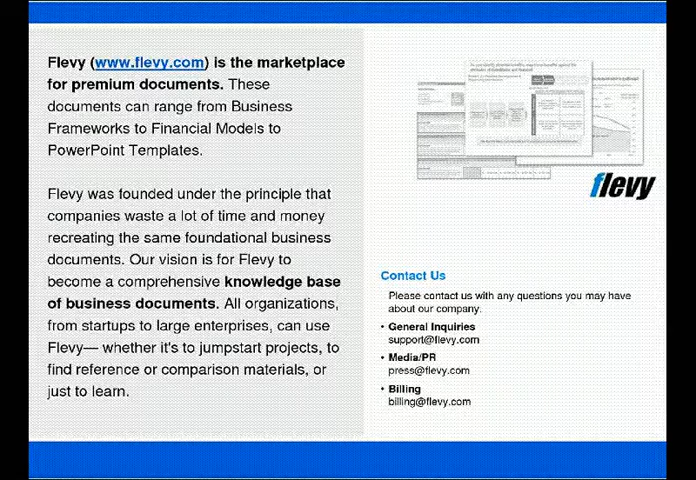 Flevy (www.flevy.com) is the marketplace
for premium documents. These
documents can range from Business
Frameworks to Financial Models to
PowerPoint Templates.
Flevy was founded under the principle that
companies waste a lot of time and money
recreating the same foundational business
documents. Our vision is for Flevy to
become a comprehensive knowledge base
of business documents. All organizations,
from startups to large enterprises, can use
Flevy— whether it's to jumpstart projects, to
find reference or comparison materials, or
just to learn.
flevy
Contact Us
Please contact us with any questions you may have
about our company.
• General Inquiries
support@flevy.com
• Media/PR
press@flevy.com
• Billing
billing@flevy.com